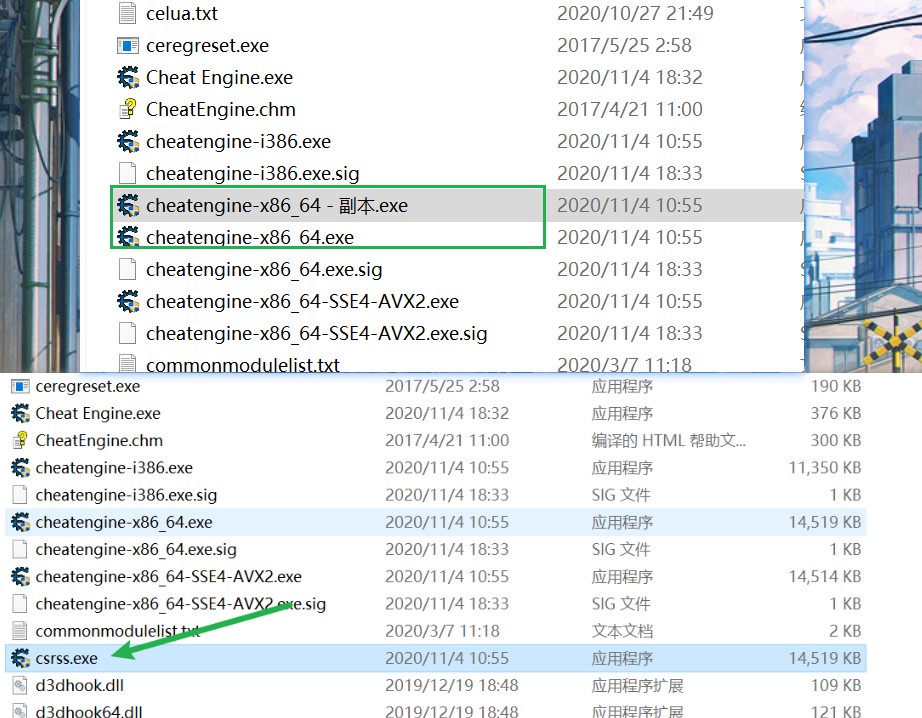 celua.txt 2020/10/27 21:49
ceregreset.exe 2017/5/25 2:58
Cheat Engine.exe 2020/11/4 18:32
CheatEngine.chm 2017/4/21 11:00
cheatengine-i386.exe 2020/11/4 10:55
cheatengine-i386.exe.sig 2020/11/4 18:33
cheatengine-x86_64 - 副本.exe 2020/11/4 10:55
cheatengine-x86_64.exe 2020/11/4 10:55
cheatengine-x86_64.exe.sig 2020/11/4 18:33
cheatengine-x86_64-SSE4-AVX2.exe 2020/11/4 10:55
cheatengine-x86_64-SSE4-AVX2.exe.sig 2020/11/4 18:33
commonmodulelist.txt 2020/3/7 11:18
ceregreset.exe 2017/5/25 2:58 应用程序 190 KB
Cheat Engine.exe 2020/11/4 18:32 应用程序 376 KB
CheatEngine.chm 2017/4/21 11:00 编译的 HTML 帮助文... 300 KB
cheatengine-i386.exe 2020/11/4 10:55 应用程序 11,350 KB
cheatengine-i386.exe.sig 2020/11/4 18:33 SIG 文件 1 KB
cheatengine-x86_64.exe 2020/11/4 10:55 应用程序 14,519 KB
cheatengine-x86_64.exe.sig 2020/11/4 18:33 SIG 文件 1 KB
cheatengine-x86_64-SSE4-AVX2.exe 2020/11/4 10:55 应用程序 14,514 KB
cheatengine-x86_64-SSE4-AVX2.exe.sig 2020/11/4 18:33 SIG 文件 1 KB
commonmodulelist.txt 2020/3/7 11:18 文本文档 2 KB
csrss.exe 2020/11/4 10:55 应用程序 14,519 KB
d3dhook.dll 2019/12/19 18:48 应用程序扩展 109 KB
d3dhook64.dll 2019/12/19 18:48 应用程序扩展 121 KB